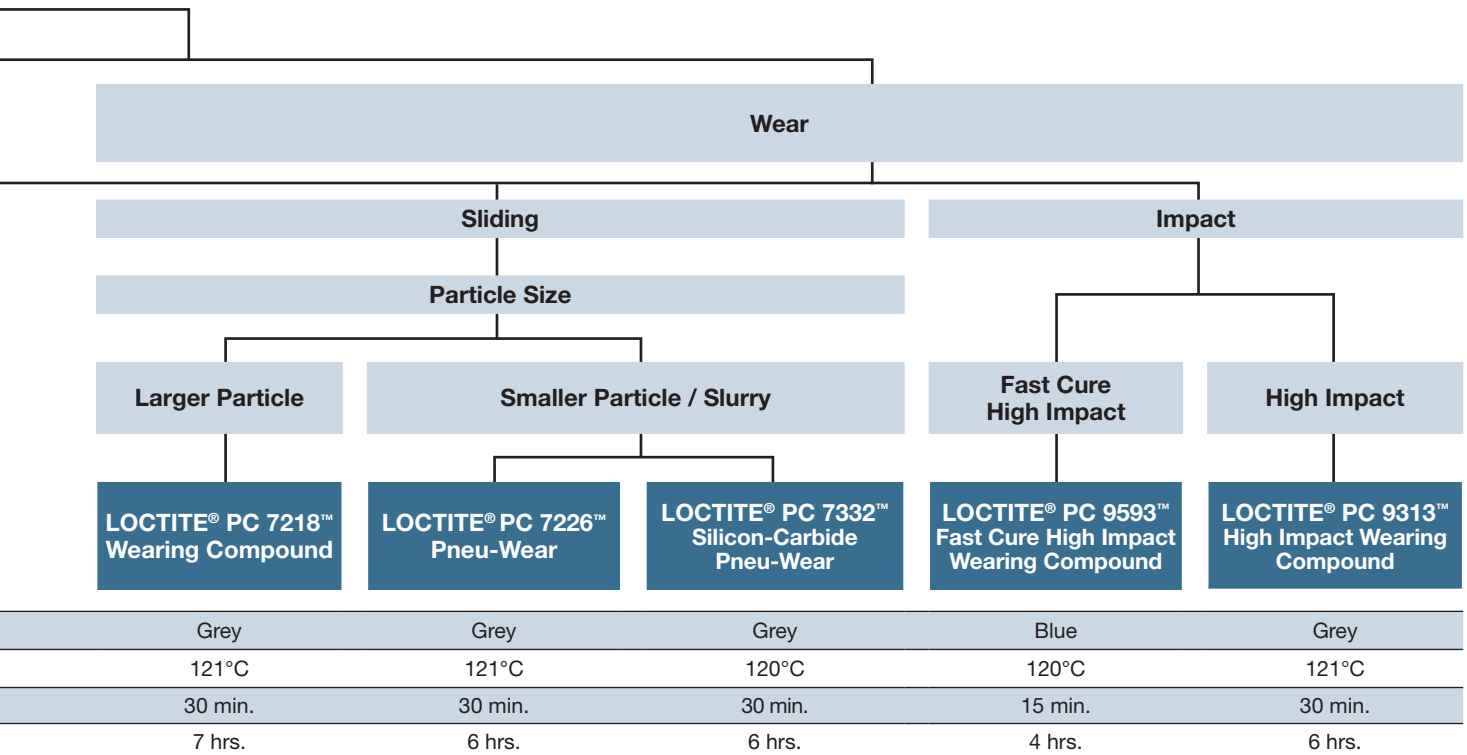 Wear
Sliding
Impact
Particle Size
Larger Particle
Smaller Particle / Slurry
Fast Cure
High Impact
High Impact
LOCTITE® PC 7218™
Wearing Compound
LOCTITE® PC 7226™
Pneu-Wear
LOCTITE® PC 7332™
Silicon-Carbide
Pneu-Wear
LOCTITE® PC 9593™
Fast Cure High Impact
Wearing Compound
LOCTITE® PC 9313™
High Impact Wearing
Compound
Grey Grey Grey Blue Grey
121°C 121°C 120°C 120°C 121°C
30 min. 30 min. 30 min. 15 min. 30 min.
7 hrs. 6 hrs. 6 hrs. 4 hrs. 6 hrs.